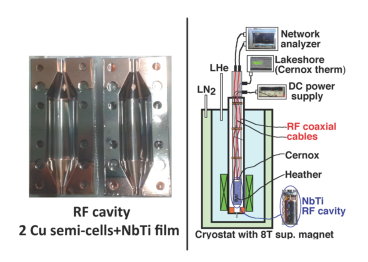 RF cavity
2 Cu semi-cells+NbTi film
Network
analyzer
LHe
Lakeshore
(Cernox therm)
LN2
DC power
supply
RF coaxial
cables
Cernox
Heather
NbTi
RF cavity
Cryostat with 8T sup. magnet